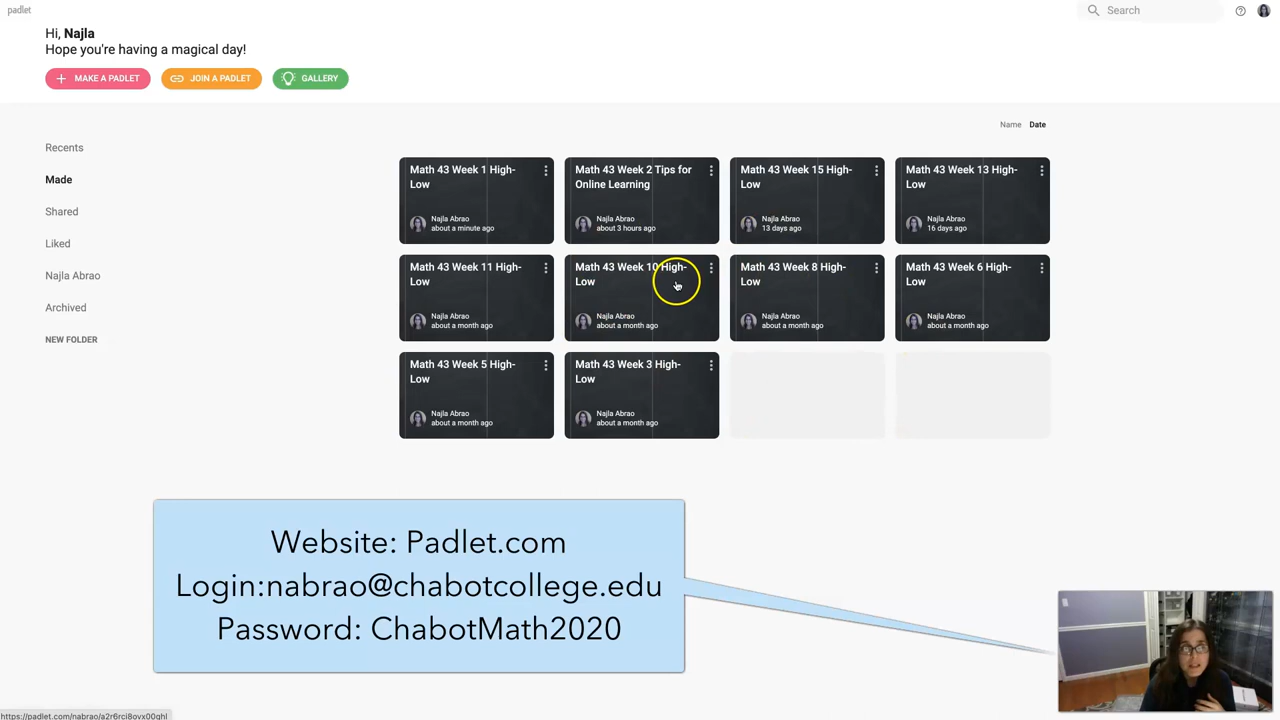 padlet
Search
Hi, Najla
Hope you're having a magical day!
MAKE A PADLET
JOIN A PADLET
GALLERY
Name Date
Recents
Made
Shared
Liked
Najla Abrao
Archived
NEW FOLDER
Math 43 Week 1 High-
Low
Najla Abrao
about a minute ago
Math 43 Week 2 Tips for
Online Learning
Najla Abrao
about 3 hours ago
Math 43 Week 15 High-
Low
Najla Abrao
13 days ago
Math 43 Week 13 High-
Low
Najla Abrao
16 days ago
Math 43 Week 11 High-
Low
Najla Abrao
about a month ago
Math 43 Week 10 High-
Low
Najla Abrao
about a month ago
Math 43 Week 8 High-
Low
Najla Abrao
about a month ago
Math 43 Week 6 High-
Low
Najla Abrao
about a month ago
Math 43 Week 5 High-
Low
Najla Abrao
about a month ago
Math 43 Week 3 High-
Low
Najla Abrao
about a month ago
Website: Padlet.com
Login:nabrao@chabotcollege.edu
Password: ChabotMath2020